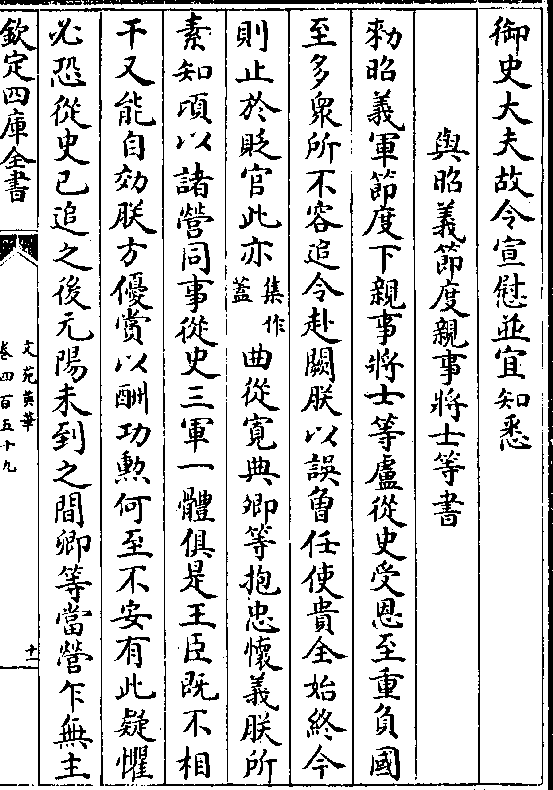 御史大夫故令宣慰並宜知悉
與昭義節度親事將士等書
勑昭義軍節度下親事將士等盧從史受恩至重負國
至多衆所不容追令赴闕朕以誤曾任使貴全始終今
則止於貶官此亦集作蓋曲從寛典卿等抱忠懷義朕所
素知頃以諸營同事從史三軍一體俱是王臣既不相
干又能自効朕方優賞以酬功勲何至不安有此疑懼
必恐從史已追之後元陽未到之間卿等當營乍無主
欽定四庫全書
文苑英華
卷四百五十九
十一